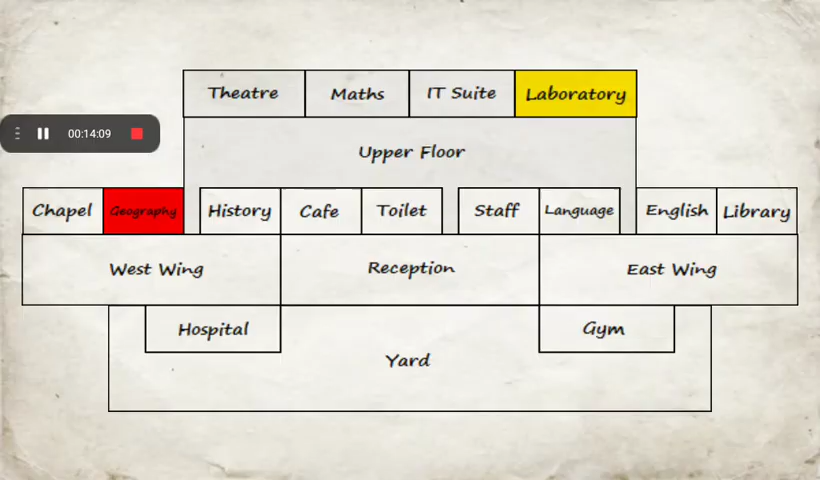 Theatre Maths IT Suite Laboratory
00:14:09
Upper Floor
Chapel Geography History Cafe Toilet Staff Language English Library
West Wing Reception East Wing
Hospital Gym
Yard